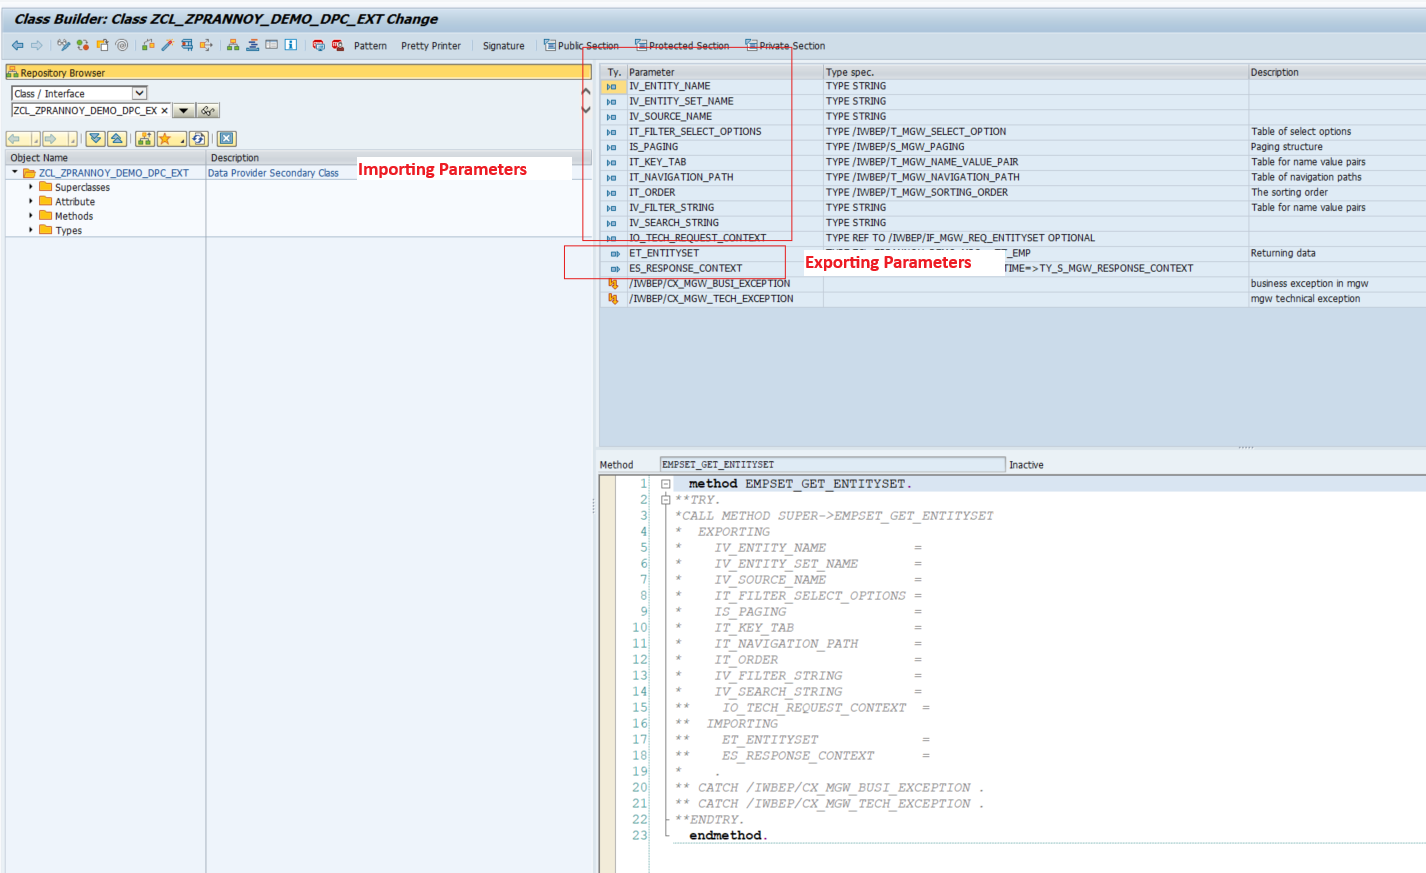 Class Builder: Class ZCL_ZPRANNOY_DEMO_DPC_EXT Change
Pattern Pretty Printer Signature Public Section Protected Section Private Section
Repository Browser
Class / Interface
ZCL_ZPRANNOY_DEMO_DPC_EX
Object Name Description
ZCL_ZPRANNOY_DEMO_DPC_EXT Data Provider Secondary Class
Superclasses
Attribute
Methods
Types
Importing Parameters
Ty. Parameter Type spec. Description
IV_ENTITY_NAME TYPE STRING
IV_ENTITY_SET_NAME TYPE STRING
IV_SOURCE_NAME TYPE STRING
IT_FILTER_SELECT_OPTIONS TYPE /IWBEP/T_MGW_SELECT_OPTION Table of select options
IS_PAGING TYPE /IWBEP/S_MGW_PAGING Paging structure
IT_KEY_TAB TYPE /IWBEP/T_MGW_NAME_VALUE_PAIR Table for name value pairs
IT_NAVIGATION_PATH TYPE /IWBEP/T_MGW_NAVIGATION_PATH Table of navigation paths
IT_ORDER TYPE /IWBEP/T_MGW_SORTING_ORDER The sorting order
IV_FILTER_STRING TYPE STRING Table for name value pairs
IV_SEARCH_STRING TYPE STRING
IO_TECH_REQUEST_CONTEXT TYPE REF TO /IWBEP/IF_MGW_REQ_ENTITYSET OPTIONAL
ET_ENTITYSET _EMP Returning data
Exporting Parameters
ES_RESPONSE_CONTEXT TIME=>TY_S_MGW_RESPONSE_CONTEXT
/IWBEP/CX_MGW_BUSI_EXCEPTION business exception in mgw
/IWBEP/CX_MGW_TECH_EXCEPTION mgw technical exception
Method EMPSET_GET_ENTITYSET Inactive
1 method EMPSET_GET_ENTITYSET.
2 **TRY.
3 *CALL METHOD SUPER->EMPSET_GET_ENTITYSET
4 * EXPORTING
5 * IV_ENTITY_NAME =
6 * IV_ENTITY_SET_NAME =
7 * IV_SOURCE_NAME =
8 * IT_FILTER_SELECT_OPTIONS =
9 * IS_PAGING =
10 * IT_KEY_TAB =
11 * IT_NAVIGATION_PATH =
12 * IT_ORDER =
13 * IV_FILTER_STRING =
14 * IV_SEARCH_STRING =
15 ** IO_TECH_REQUEST_CONTEXT =
16 ** IMPORTING
17 ** ET_ENTITYSET =
18 ** ES_RESPONSE_CONTEXT =
19 * .
20 ** CATCH /IWBEP/CX_MGW_BUSI_EXCEPTION .
21 ** CATCH /IWBEP/CX_MGW_TECH_EXCEPTION .
22 **ENDTRY.
23 endmethod.